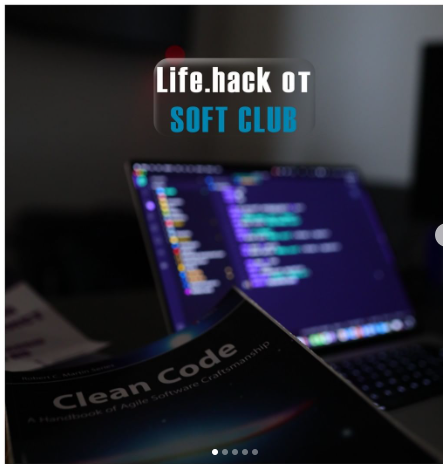 Life.hack от
SOFT CLUB
Clean Code
A Handbook of Agile Software Craftsmanship